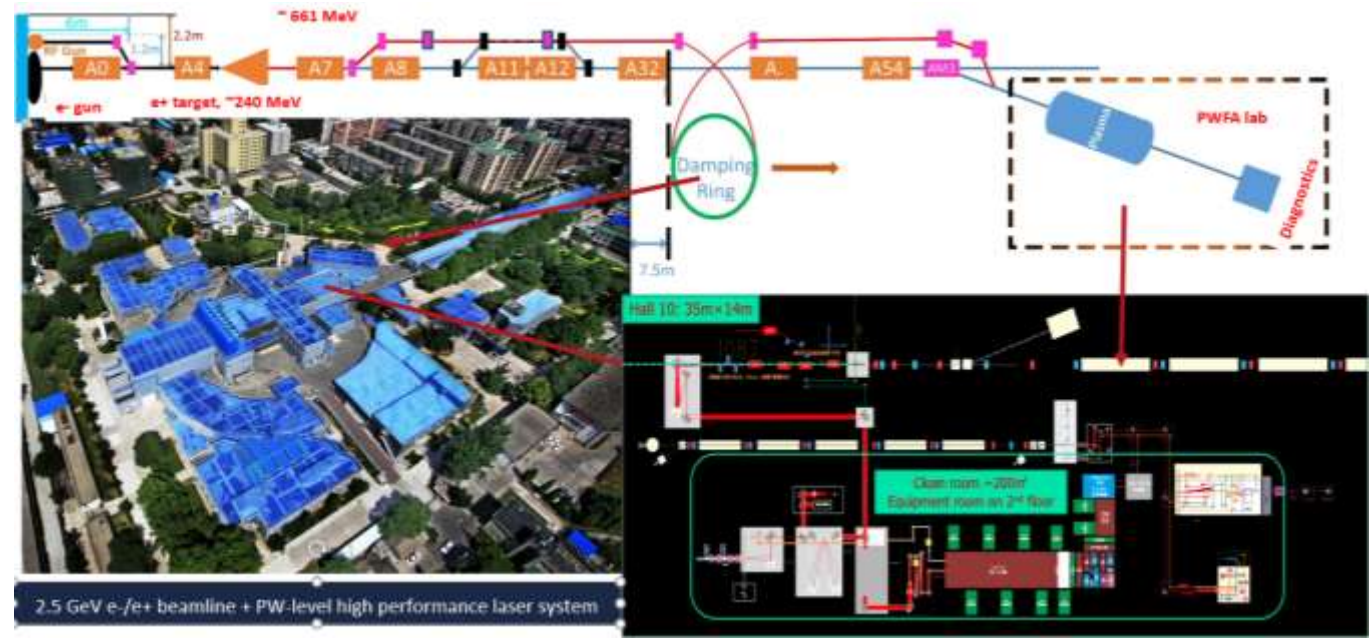 ~ 661 MeV
6m
RF Gun
1.2m
2.2m
A0
A4
A7
A8
A11
A12
A32
A.
A54
AM3
← gun
e+ target, ~240 MeV
Damping
Ring
7.5m
PWFA lab
Plasma
Diagnostics
Hall 10: 35m×14m
Clean room ~200㎡
Equipment room on 2nd floor
2.5 GeV e-/e+ beamline + PW-level high performance laser system